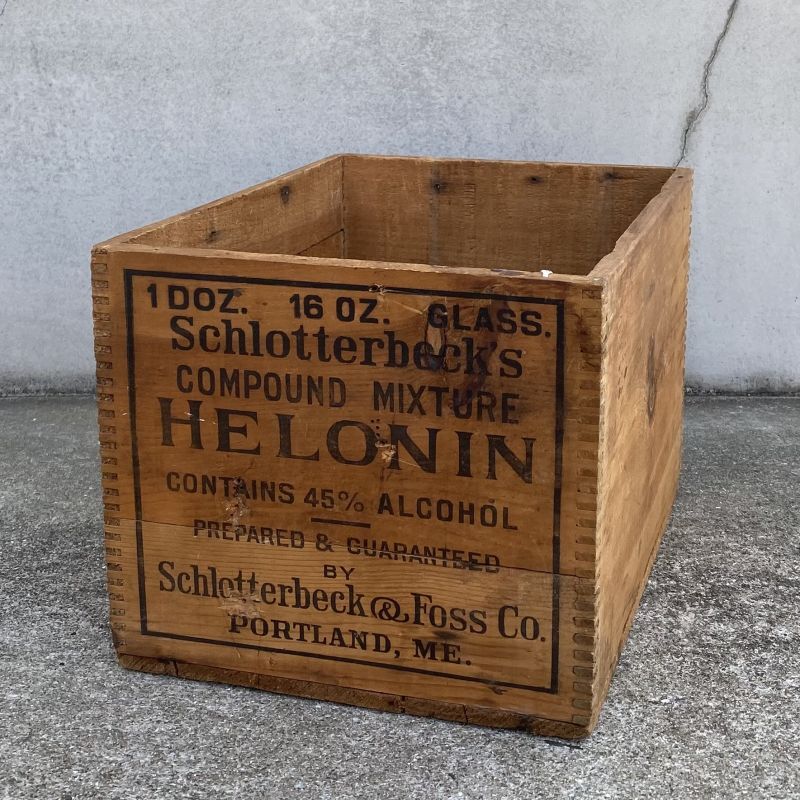 1 DOZ. 16 OZ. GLASS.
Schlotterbeck's
COMPOUND MIXTURE
HELONIN
CONTAINS 45% ALCOHOL
PREPARED & GUARANTEED
BY
Schlotterbeck & Foss Co.
PORTLAND, ME.